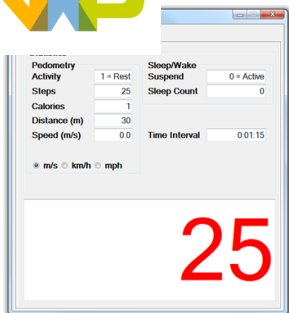 Pedometry Sleep/Wake
Activity 1 = Rest Suspend 0 = Active
Steps 25 Sleep Count 0
Calories 1
Distance (m) 30
Speed (m/s) 0.0 Time Interval 0:01:15
m/s km/h mph
25